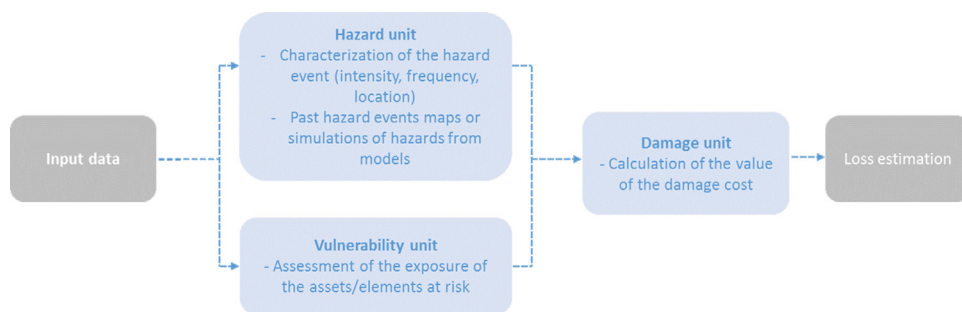 Input data
Hazard unit
- Characterization of the hazard
event (intensity, frequency,
location)
- Past hazard events maps or
simulations of hazards from
models
Vulnerability unit
- Assessment of the exposure of
the assets/elements at risk
Damage unit
- Calculation of the value
of the damage cost
Loss estimation